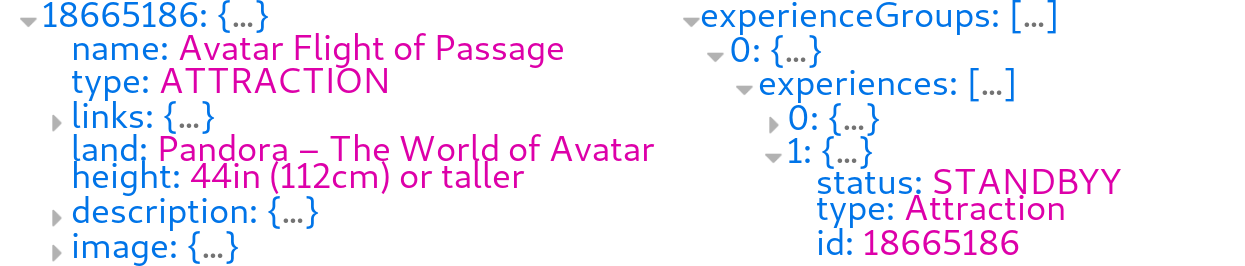 18665186: {…}
name: Avatar Flight of Passage
type: ATTRACTION
links: {…}
land: Pandora – The World of Avatar
height: 44in (112cm) or taller
description: {…}
image: {…}
experienceGroups: […]
0: {…}
experiences: […]
0: {…}
1: {…}
status: STANDBYY
type: Attraction
id: 18665186